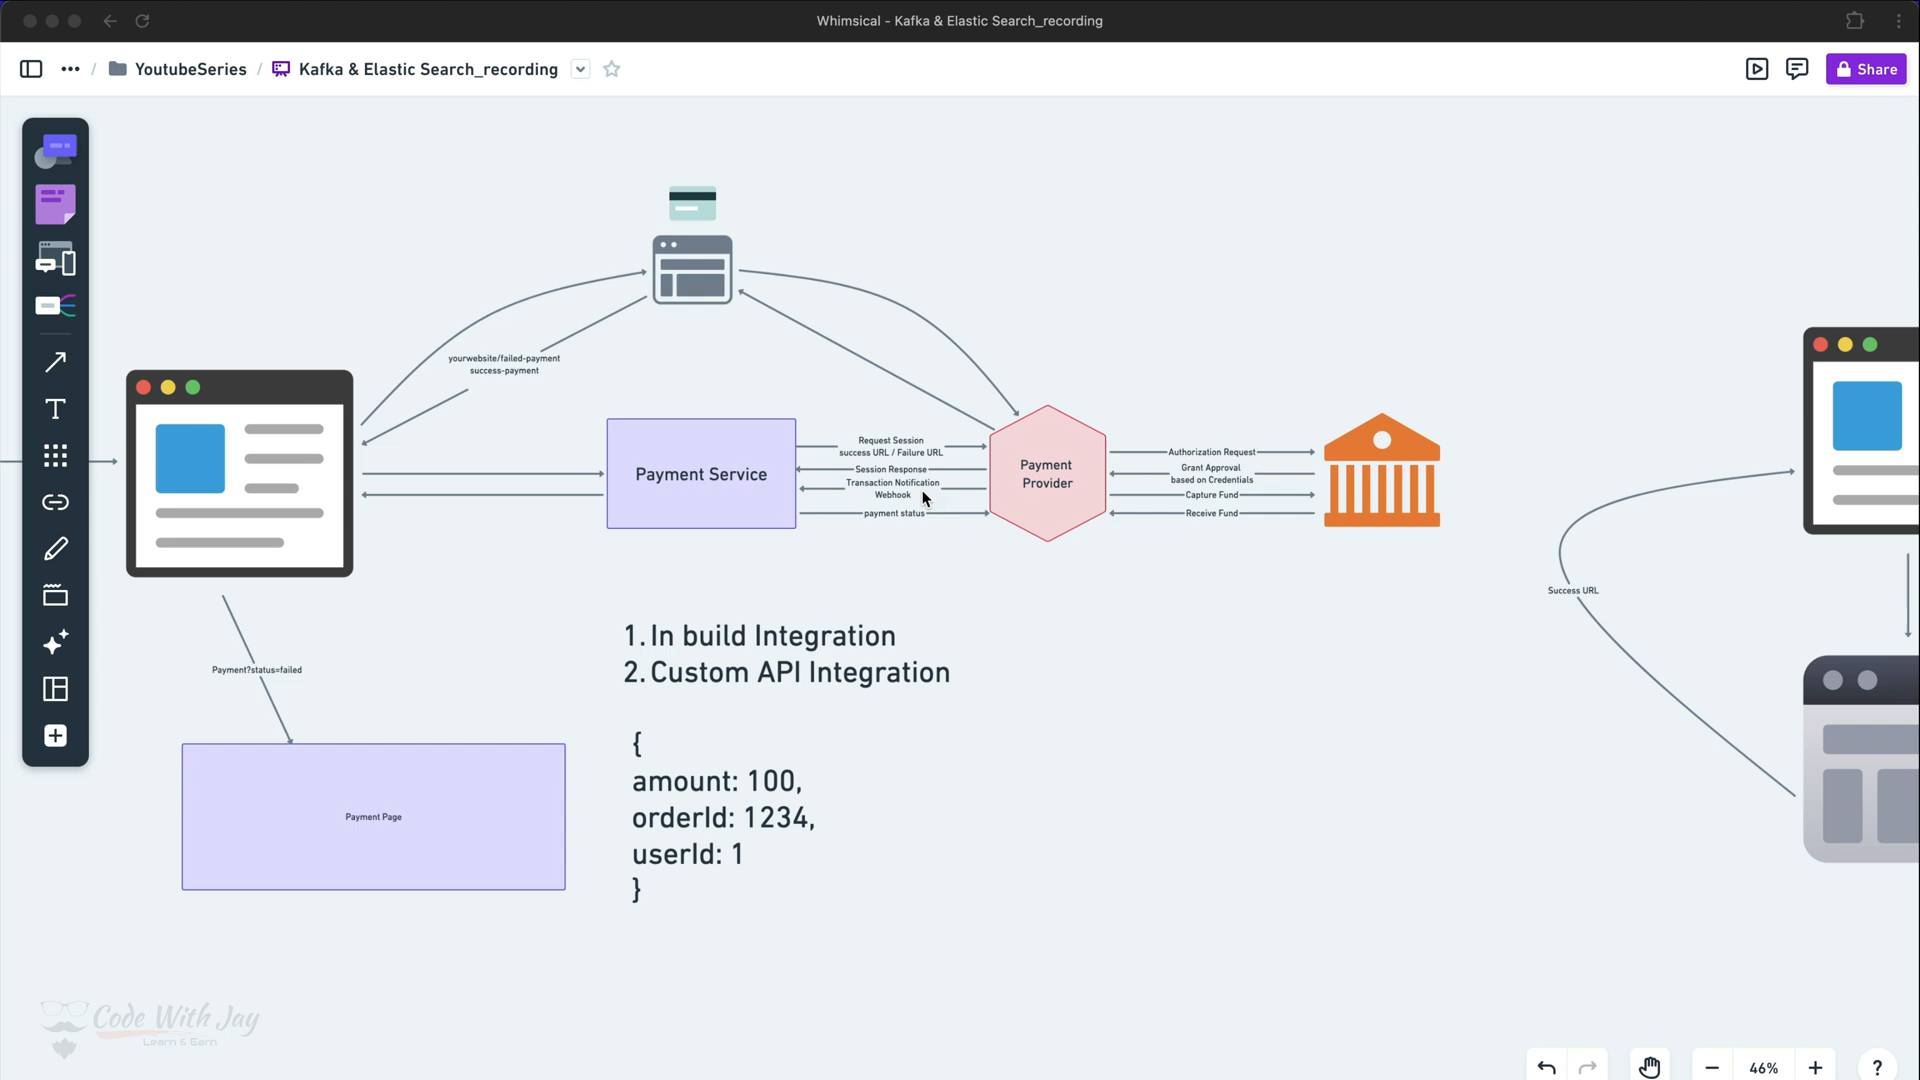 Whimsical - Kafka & Elastic Search_recording
/ YoutubeSeries / Kafka & Elastic Search_recording
Share
yourwebsite/failed-payment
success-payment
Payment Service
Request Session
success URL / Failure URL
Session Response
Transaction Notification
Webhook
payment status
Payment
Provider
Authorization Request
Grant Approval
based on Credentials
Capture Fund
Receive Fund
Success URL
1. In build Integration
2. Custom API Integration
Payment?status=failed
{
amount: 100,
orderId: 1234,
userId: 1
}
Payment Page
Code With Jay
Learn & Earn
46%
?